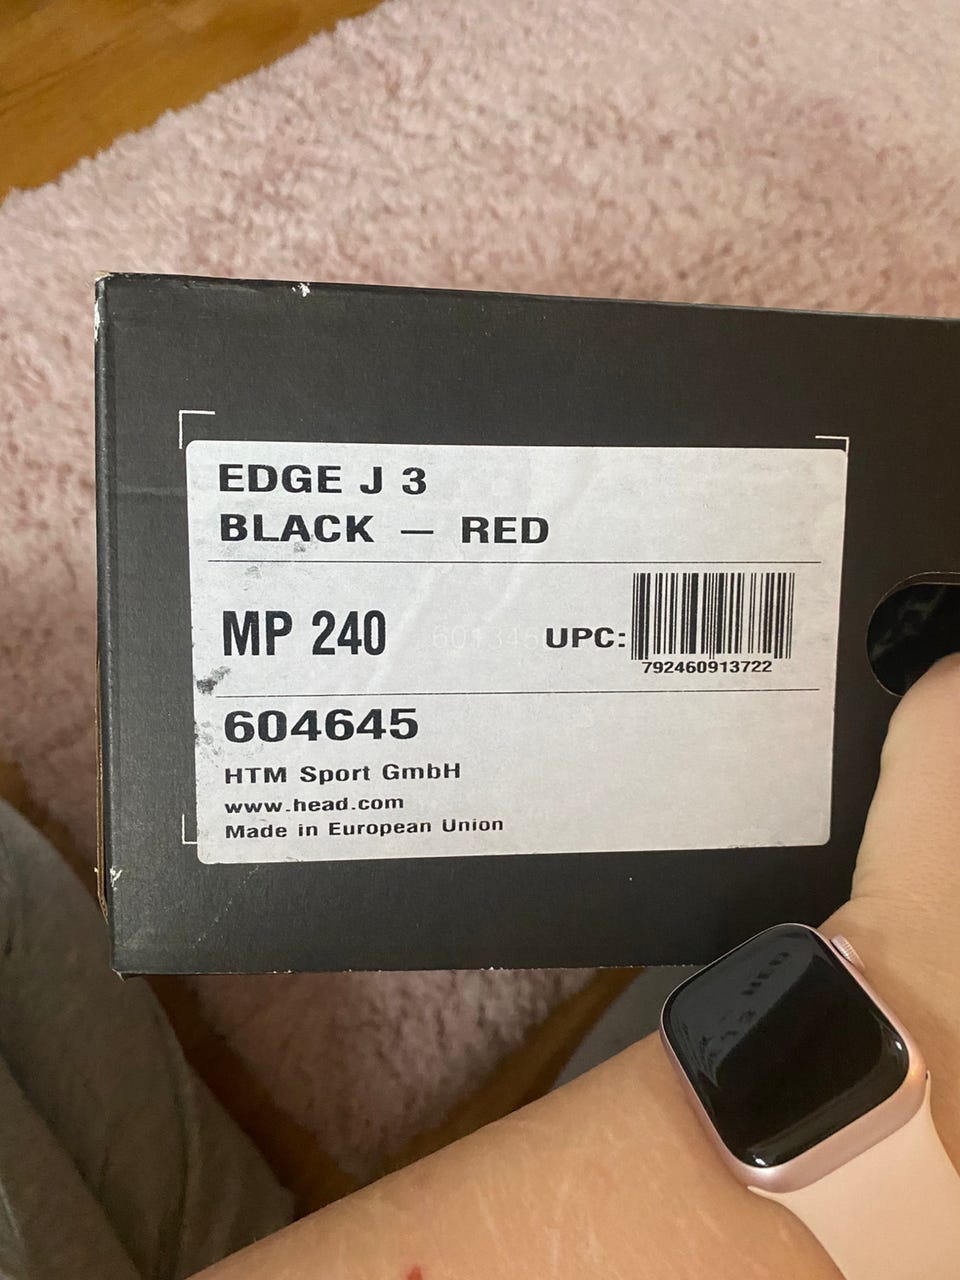 EDGE J 3
BLACK — RED
MP 240
UPC:
792460913722
604645
HTM Sport GmbH
www.head.com
Made in European Union